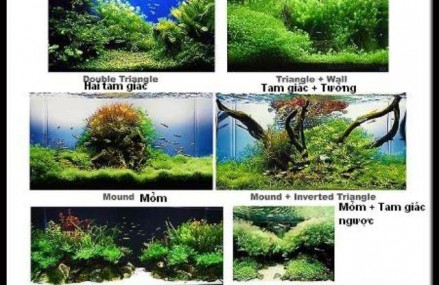 Double Triangle
Hai tam giác
Triangle + Wall
Tam giác + Tường
Mound Mỏm
Mound + Inverted Triangle
Mỏm + Tam giác
ngược